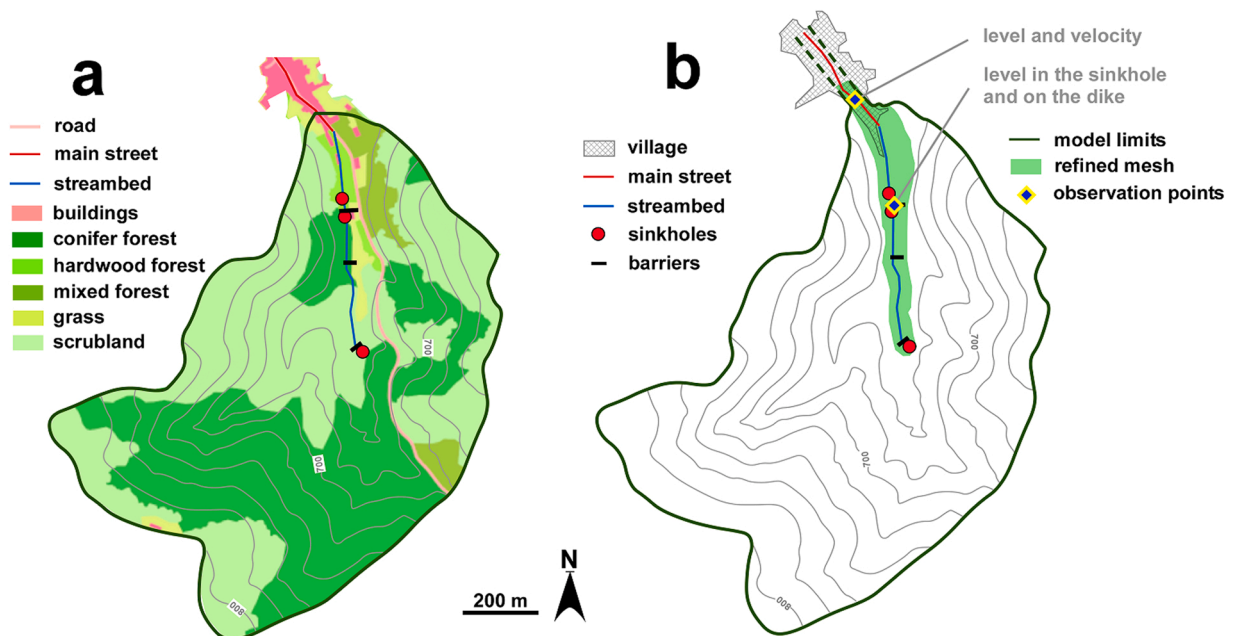 a
road
main street
streambed
buildings
conifer forest
hardwood forest
mixed forest
grass
scrubland
700
700
800
200 m
N
b
level and velocity
level in the sinkhole
and on the dike
village
main street
streambed
sinkholes
barriers
model limits
refined mesh
observation points
700
700
800